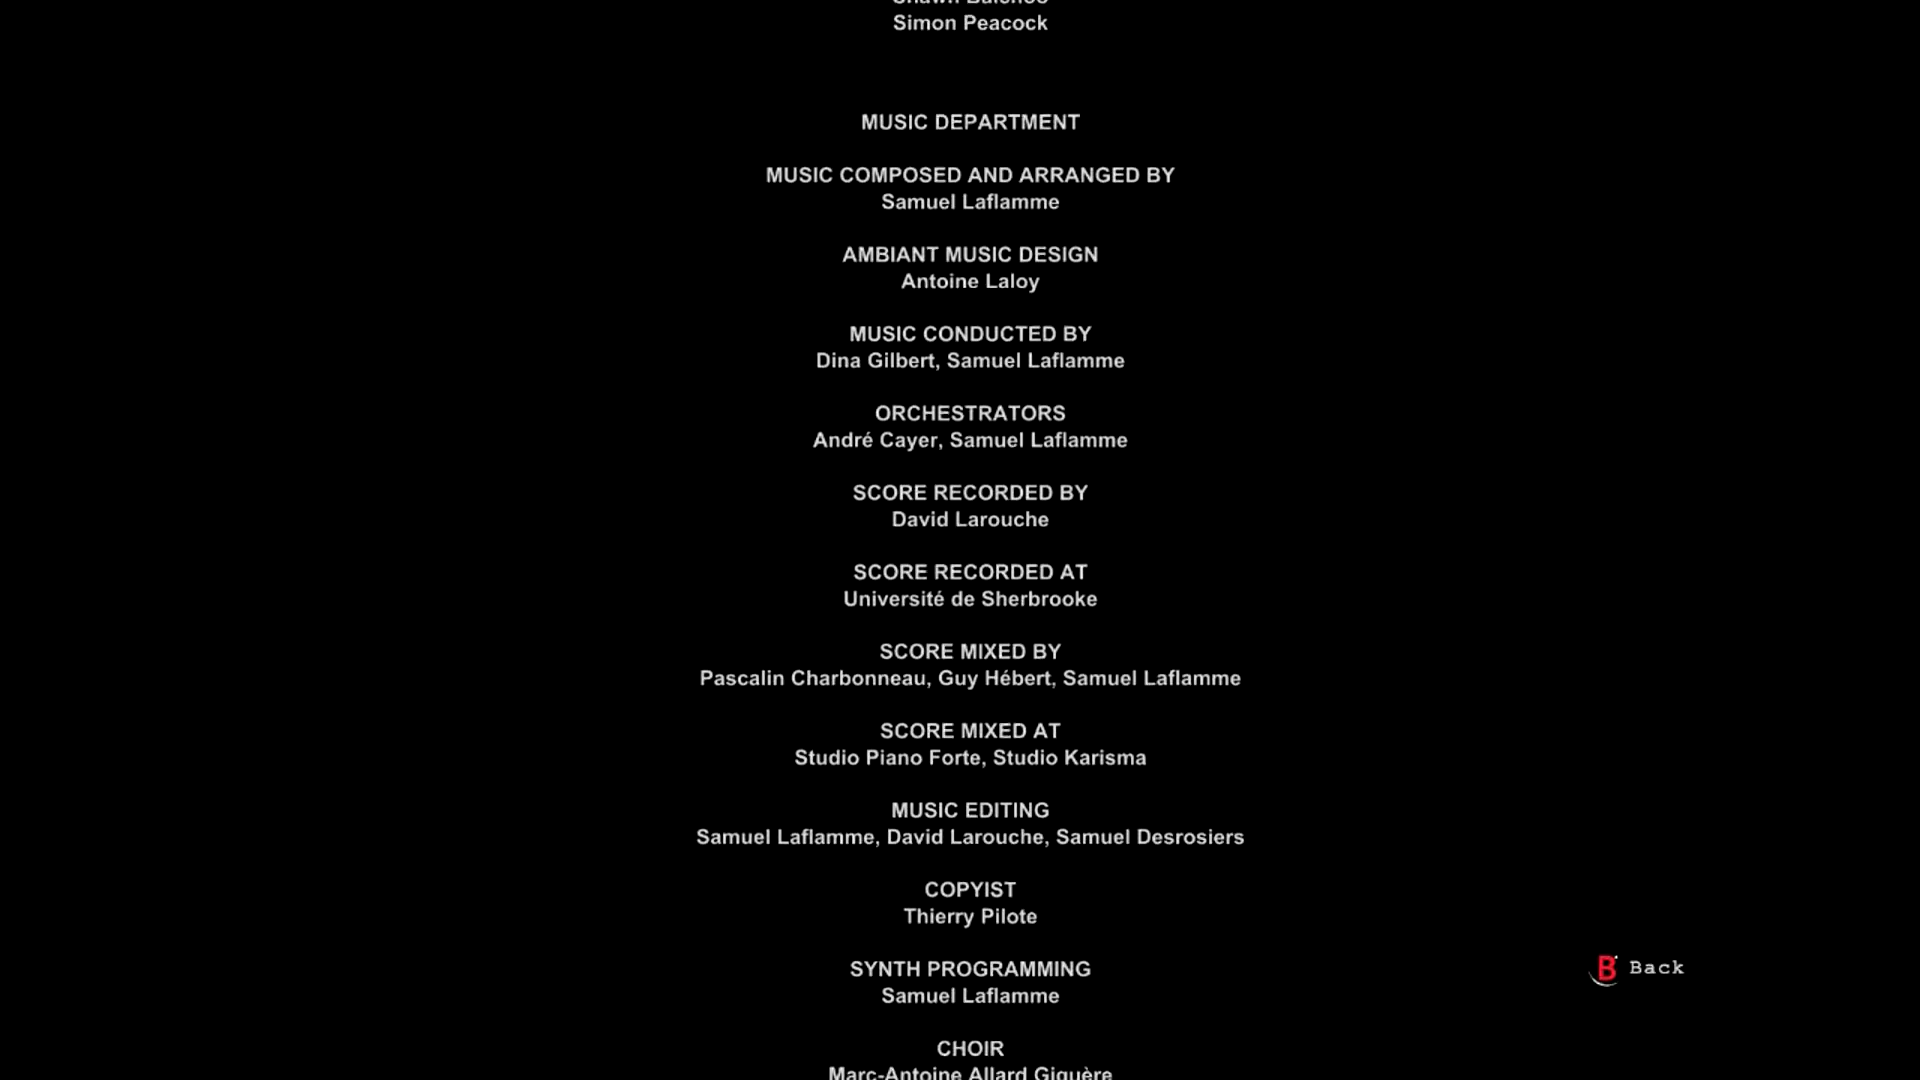 Simon Peacock
MUSIC DEPARTMENT
MUSIC COMPOSED AND ARRANGED BY
Samuel Laflamme
AMBIANT MUSIC DESIGN
Antoine Laloy
MUSIC CONDUCTED BY
Dina Gilbert, Samuel Laflamme
ORCHESTRATORS
André Cayer, Samuel Laflamme
SCORE RECORDED BY
David Larouche
SCORE RECORDED AT
Université de Sherbrooke
SCORE MIXED BY
Pascalin Charbonneau, Guy Hébert, Samuel Laflamme
SCORE MIXED AT
Studio Piano Forte, Studio Karisma
MUSIC EDITING
Samuel Laflamme, David Larouche, Samuel Desrosiers
COPYIST
Thierry Pilote
SYNTH PROGRAMMING
Samuel Laflamme
B Back
CHOIR
Marc-Antoine Allard Giguère